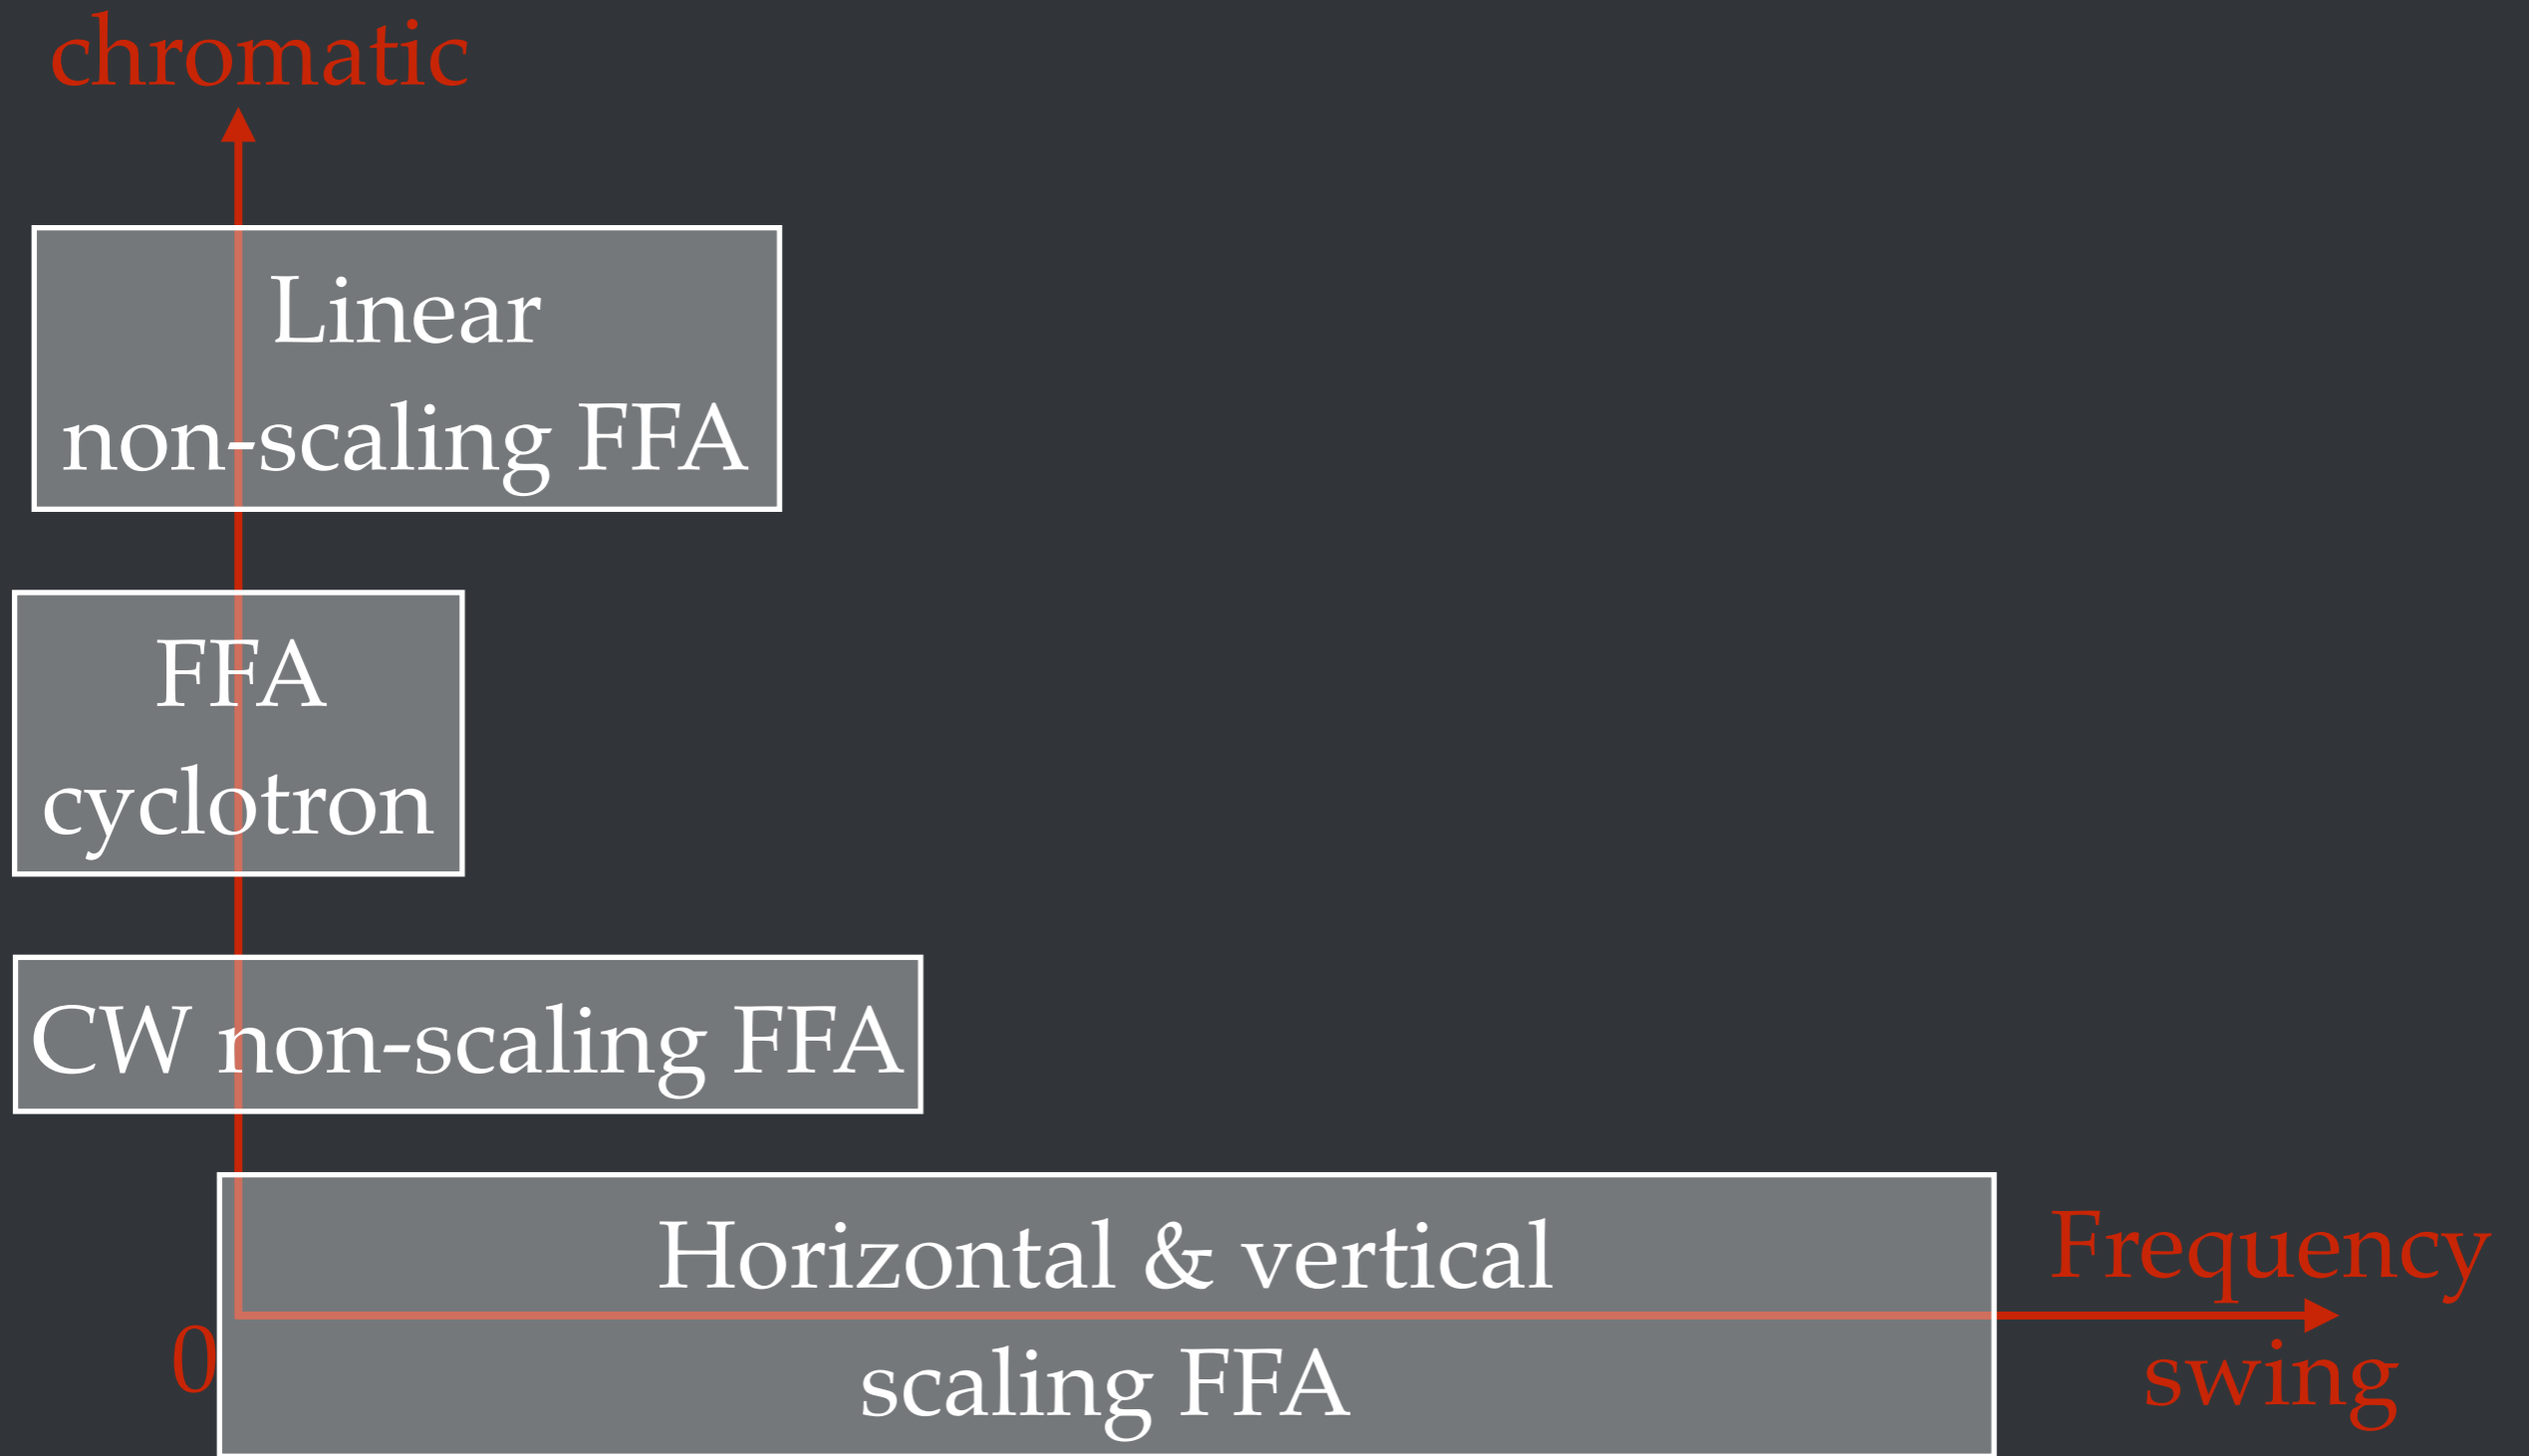 chromatic
Linear
non-scaling FFA
FFA
cyclotron
CW non-scaling FFA
Horizontal & vertical
scaling FFA
Frequency
swing
0